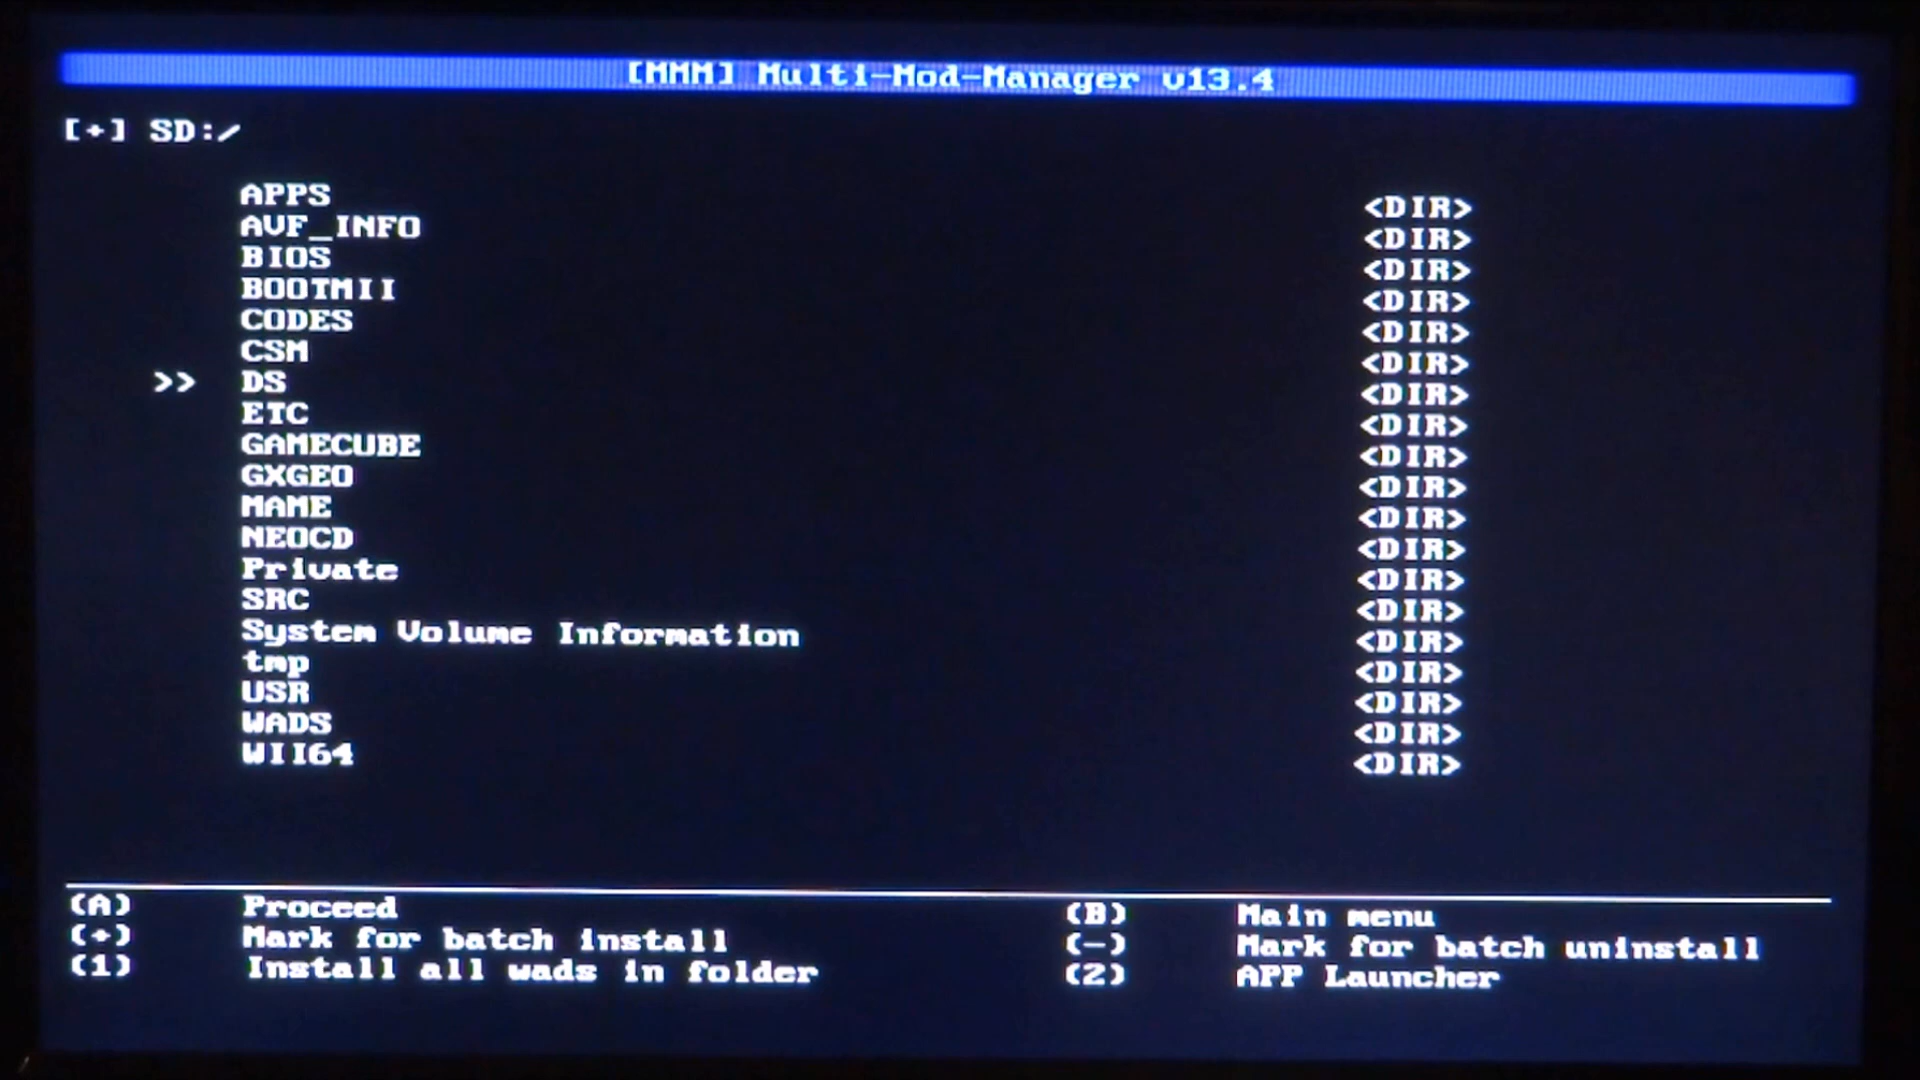 [MMM] Multi-Mod-Manager v13.4
[+] SD:/
APPS <DIR>
AVF_INFO <DIR>
BIOS <DIR>
BOOTMII <DIR>
CODES <DIR>
CSM <DIR>
>> DS <DIR>
ETC <DIR>
GAMECUBE <DIR>
GXGEO <DIR>
MAME <DIR>
NEOCD <DIR>
Private <DIR>
SRC <DIR>
System Volume Information <DIR>
tmp <DIR>
USR <DIR>
WADS <DIR>
WII64 <DIR>
(A) Proceed (B) Main menu
(+) Mark for batch install (-) Mark for batch uninstall
(1) Install all wads in folder (2) APP Launcher